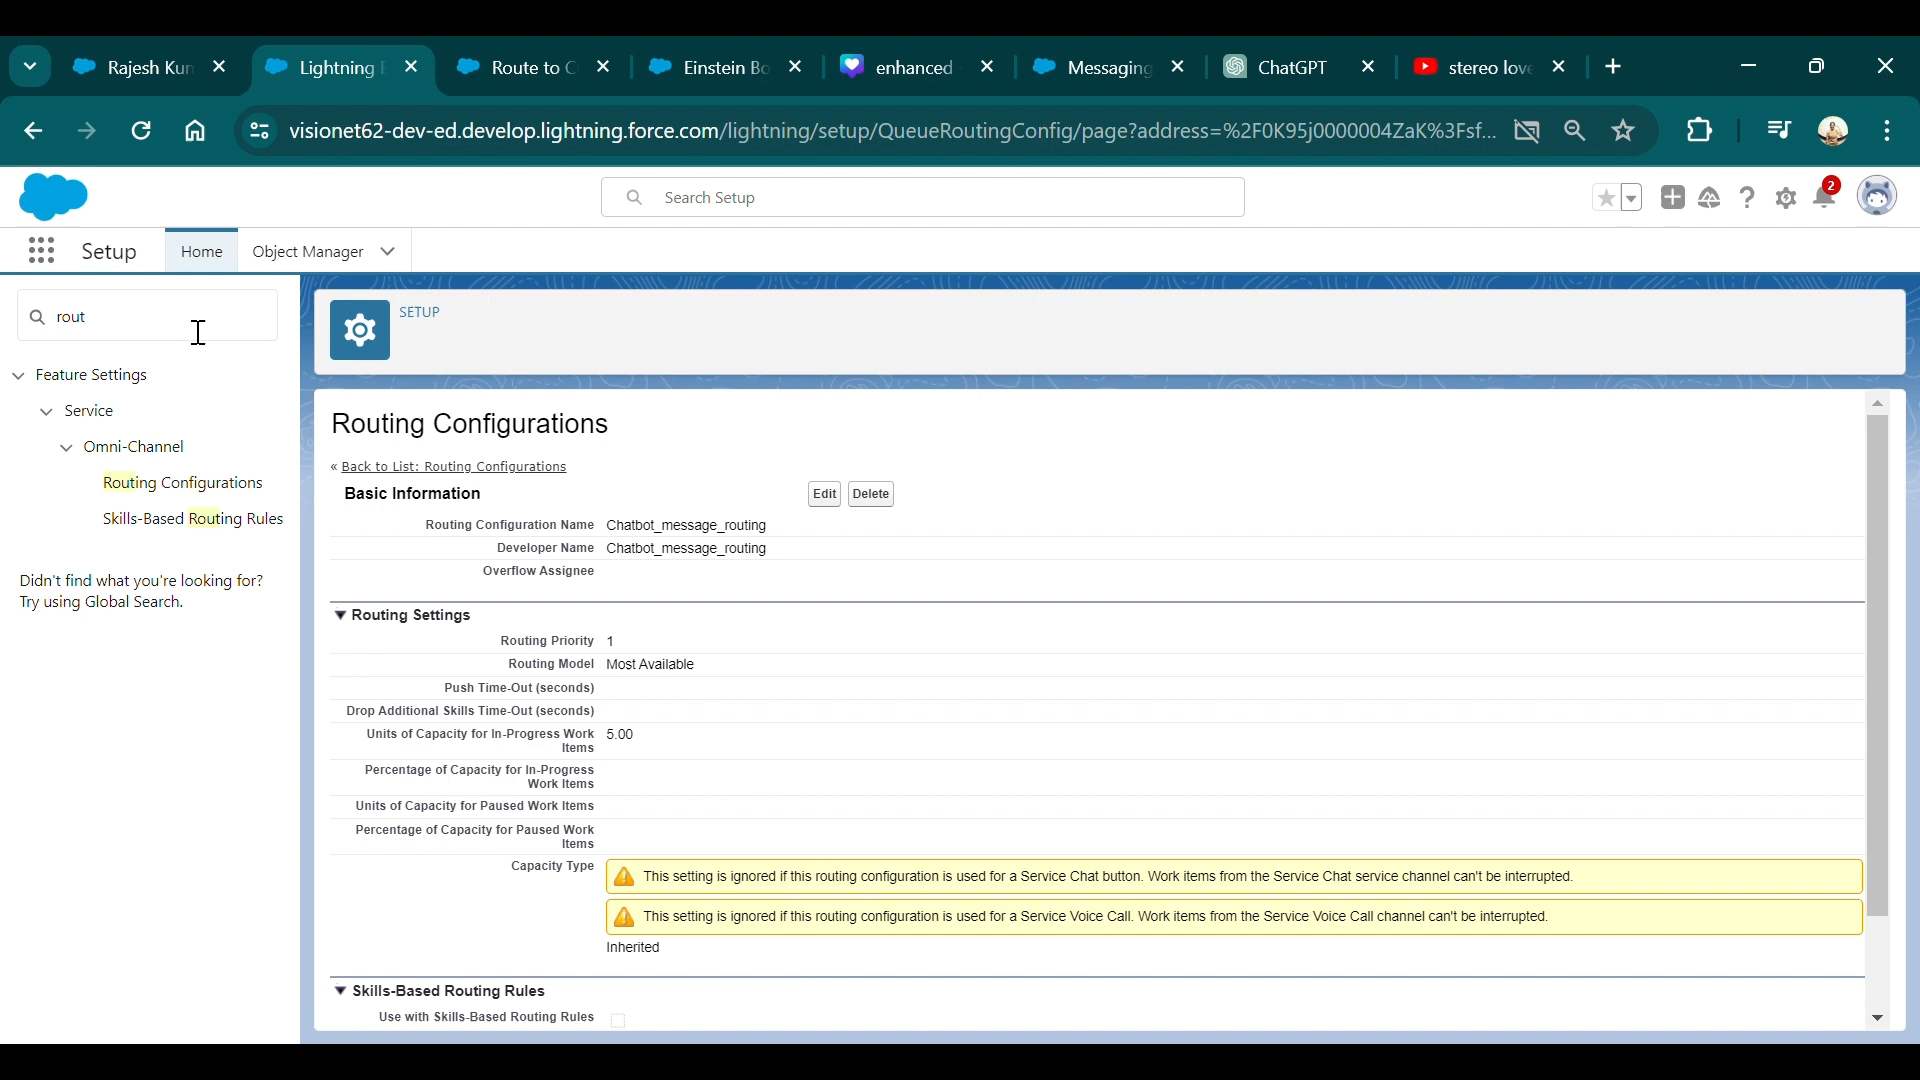 Rajesh Kun
Lightning
Route to C
Einstein Bo
enhanced
Messaging
ChatGPT
stereo love
visionet62-dev-ed.develop.lightning.force.com/lightning/setup/QueueRoutingConfig/page?address=%2F0K95j0000004ZaK%3Fsf...
Search Setup
2
Setup
Home
Object Manager
rout
SETUP
Feature Settings
Service
Omni-Channel
Routing Configurations
Skills-Based Routing Rules
Didn't find what you're looking for?
Try using Global Search.
Routing Configurations
« Back to List: Routing Configurations
Basic Information
Edit
Delete
Routing Configuration Name Chatbot_message_routing
Developer Name Chatbot_message_routing
Overflow Assignee
Routing Settings
Routing Priority 1
Routing Model Most Available
Push Time-Out (seconds)
Drop Additional Skills Time-Out (seconds)
Units of Capacity for In-Progress Work 5.00
Items
Percentage of Capacity for In-Progress
Work Items
Units of Capacity for Paused Work Items
Percentage of Capacity for Paused Work
Items
Capacity Type
This setting is ignored if this routing configuration is used for a Service Chat button. Work items from the Service Chat service channel can't be interrupted.
This setting is ignored if this routing configuration is used for a Service Voice Call. Work items from the Service Voice Call channel can't be interrupted.
Inherited
Skills-Based Routing Rules
Use with Skills-Based Routing Rules